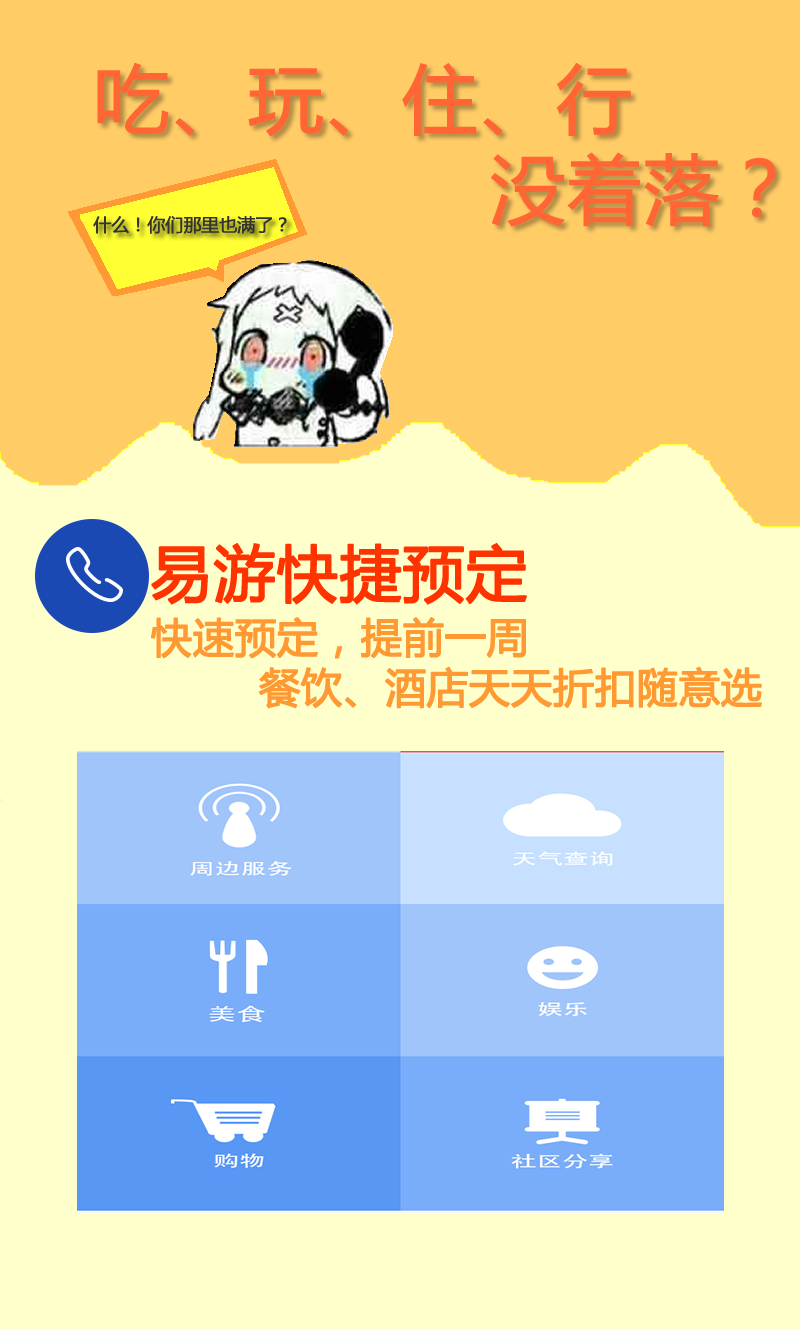 吃、玩、住、行
没着落？
什么！你们那里也满了？
易游快捷预定
快速预定，提前一周
餐饮、酒店天天折扣随意选
周边服务
天气查询
美食
娱乐
购物
社区分享